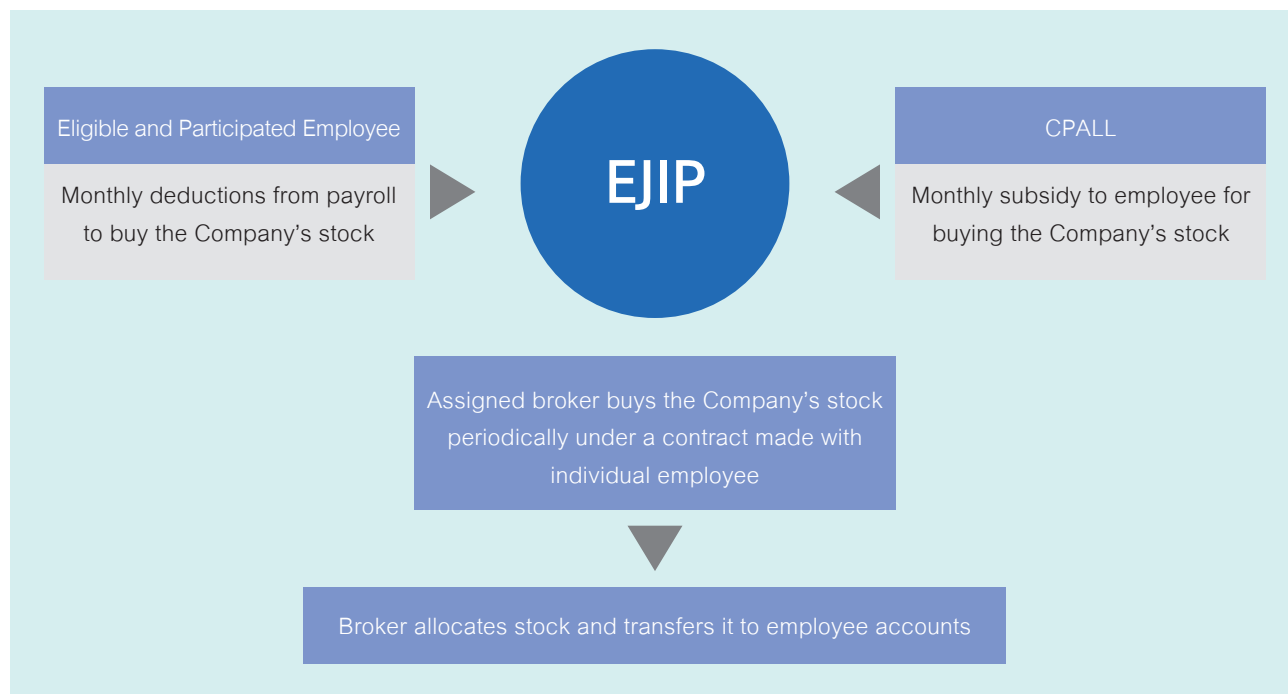 Eligible and Participated Employee
Monthly deductions from payroll
to buy the Company's stock
EJIP
CPALL
Monthly subsidy to employee for
buying the Company's stock
Assigned broker buys the Company's stock
periodically under a contract made with
individual employee
Broker allocates stock and transfers it to employee accounts